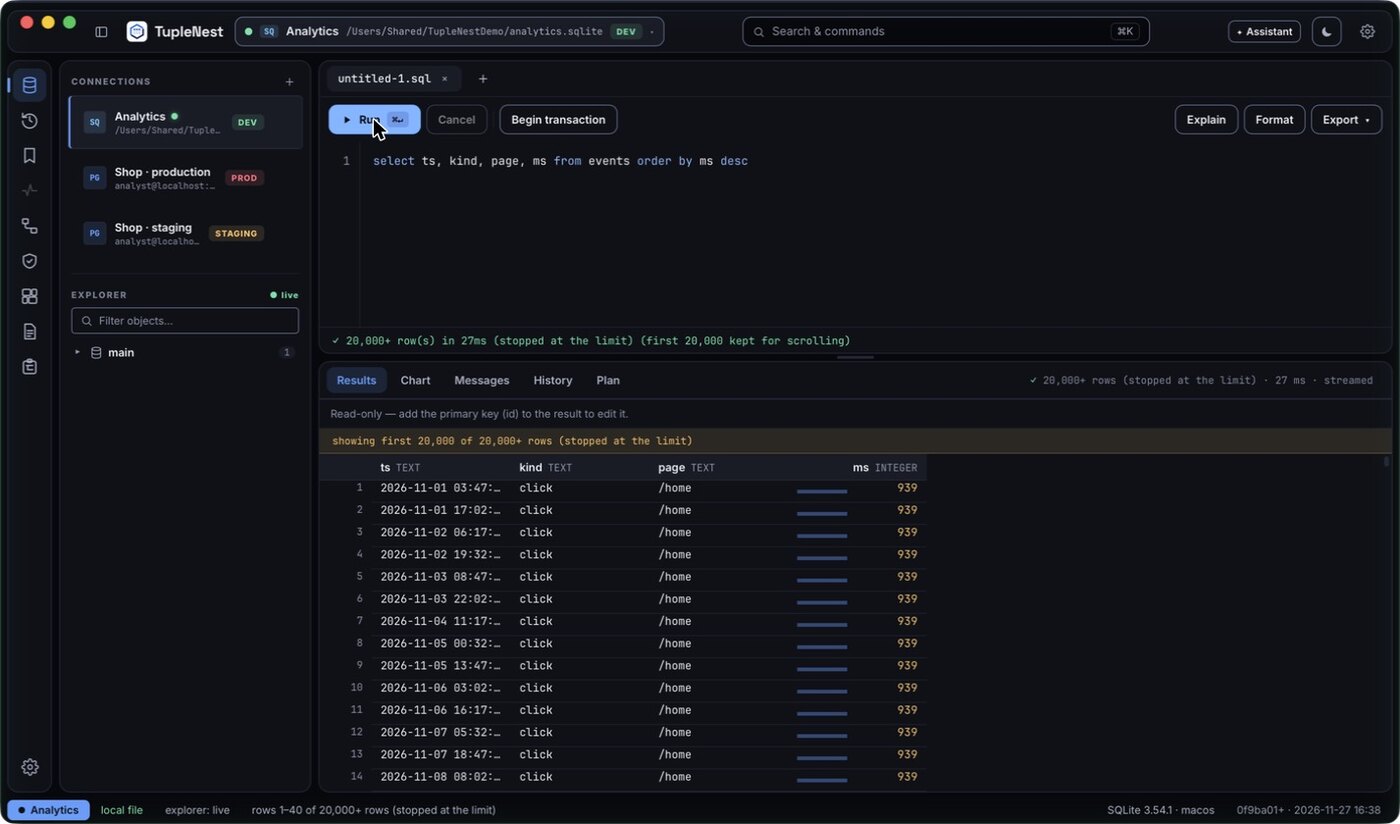 TupleNest
SQ Analytics /Users/Shared/TupleNestDemo/analytics.sqlite DEV
Search & commands ⌘K
Assistant
CONNECTIONS +
SQ Analytics DEV
/Users/Shared/Tuple…
PG Shop · production PROD
analyst@localhost:…
PG Shop · staging STAGING
analyst@localho…
EXPLORER live
Filter objects…
main 1
untitled-1.sql × +
Run ⌘↵ Cancel Begin transaction Explain Format Export
1 select ts, kind, page, ms from events order by ms desc
✓ 20,000+ row(s) in 27ms (stopped at the limit) (first 20,000 kept for scrolling)
Results Chart Messages History Plan ✓ 20,000+ rows (stopped at the limit) · 27 ms · streamed
Read-only — add the primary key (id) to the result to edit it.
showing first 20,000 of 20,000+ rows (stopped at the limit)
ts TEXT kind TEXT page TEXT ms INTEGER
1 2026-11-01 03:47:… click /home 939
2 2026-11-01 17:02:… click /home 939
3 2026-11-02 06:17:… click /home 939
4 2026-11-02 19:32:… click /home 939
5 2026-11-03 08:47:… click /home 939
6 2026-11-03 22:02:… click /home 939
7 2026-11-04 11:17:… click /home 939
8 2026-11-05 00:32:… click /home 939
9 2026-11-05 13:47:… click /home 939
10 2026-11-06 03:02:… click /home 939
11 2026-11-06 16:17:… click /home 939
12 2026-11-07 05:32:… click /home 939
13 2026-11-07 18:47:… click /home 939
14 2026-11-08 08:02:… click /home 939
Analytics local file explorer: live rows 1–40 of 20,000+ rows (stopped at the limit) SQLite 3.54.1 · macos 0f9ba01+ · 2026-11-27 16:38